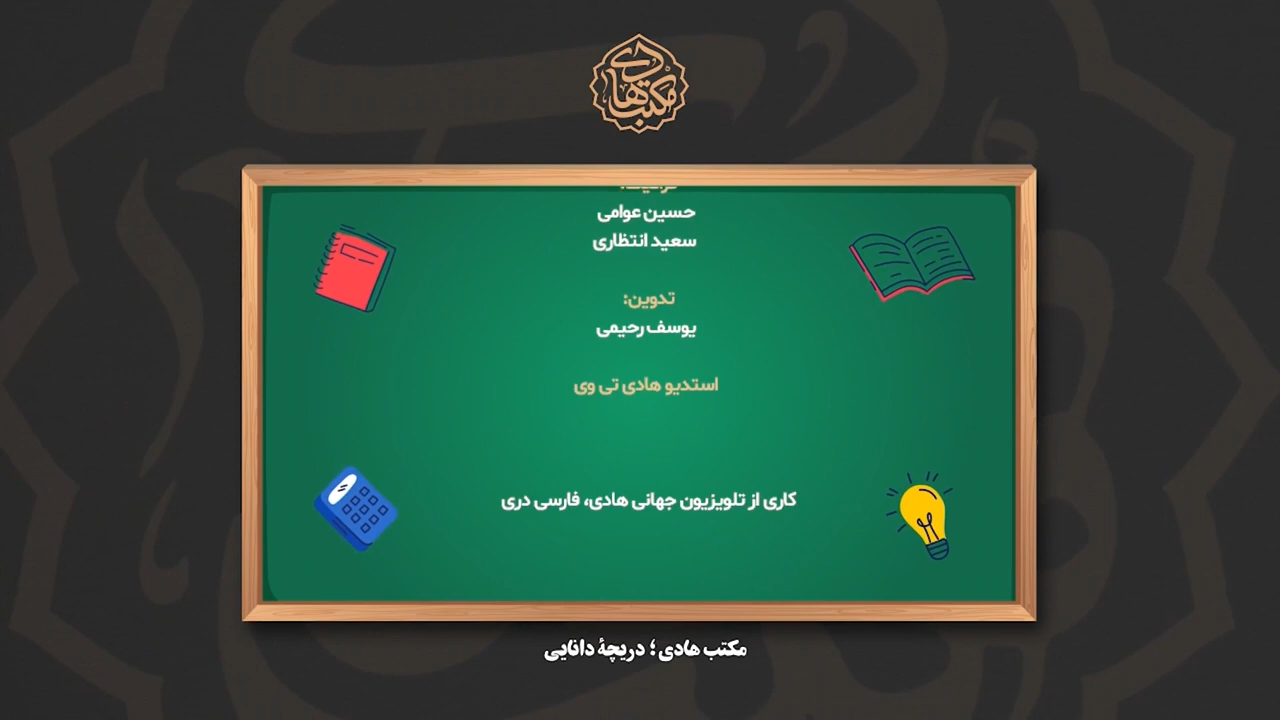 مکتب هادی
حسین عوامی
سعید انتظاری
تدوین:
یوسف رحیمی
استدیو هادی تی وی
کاری از تلویزیون جهانی هادی، فارسی دری
مکتب هادی؛ دریچهٔ دانایی